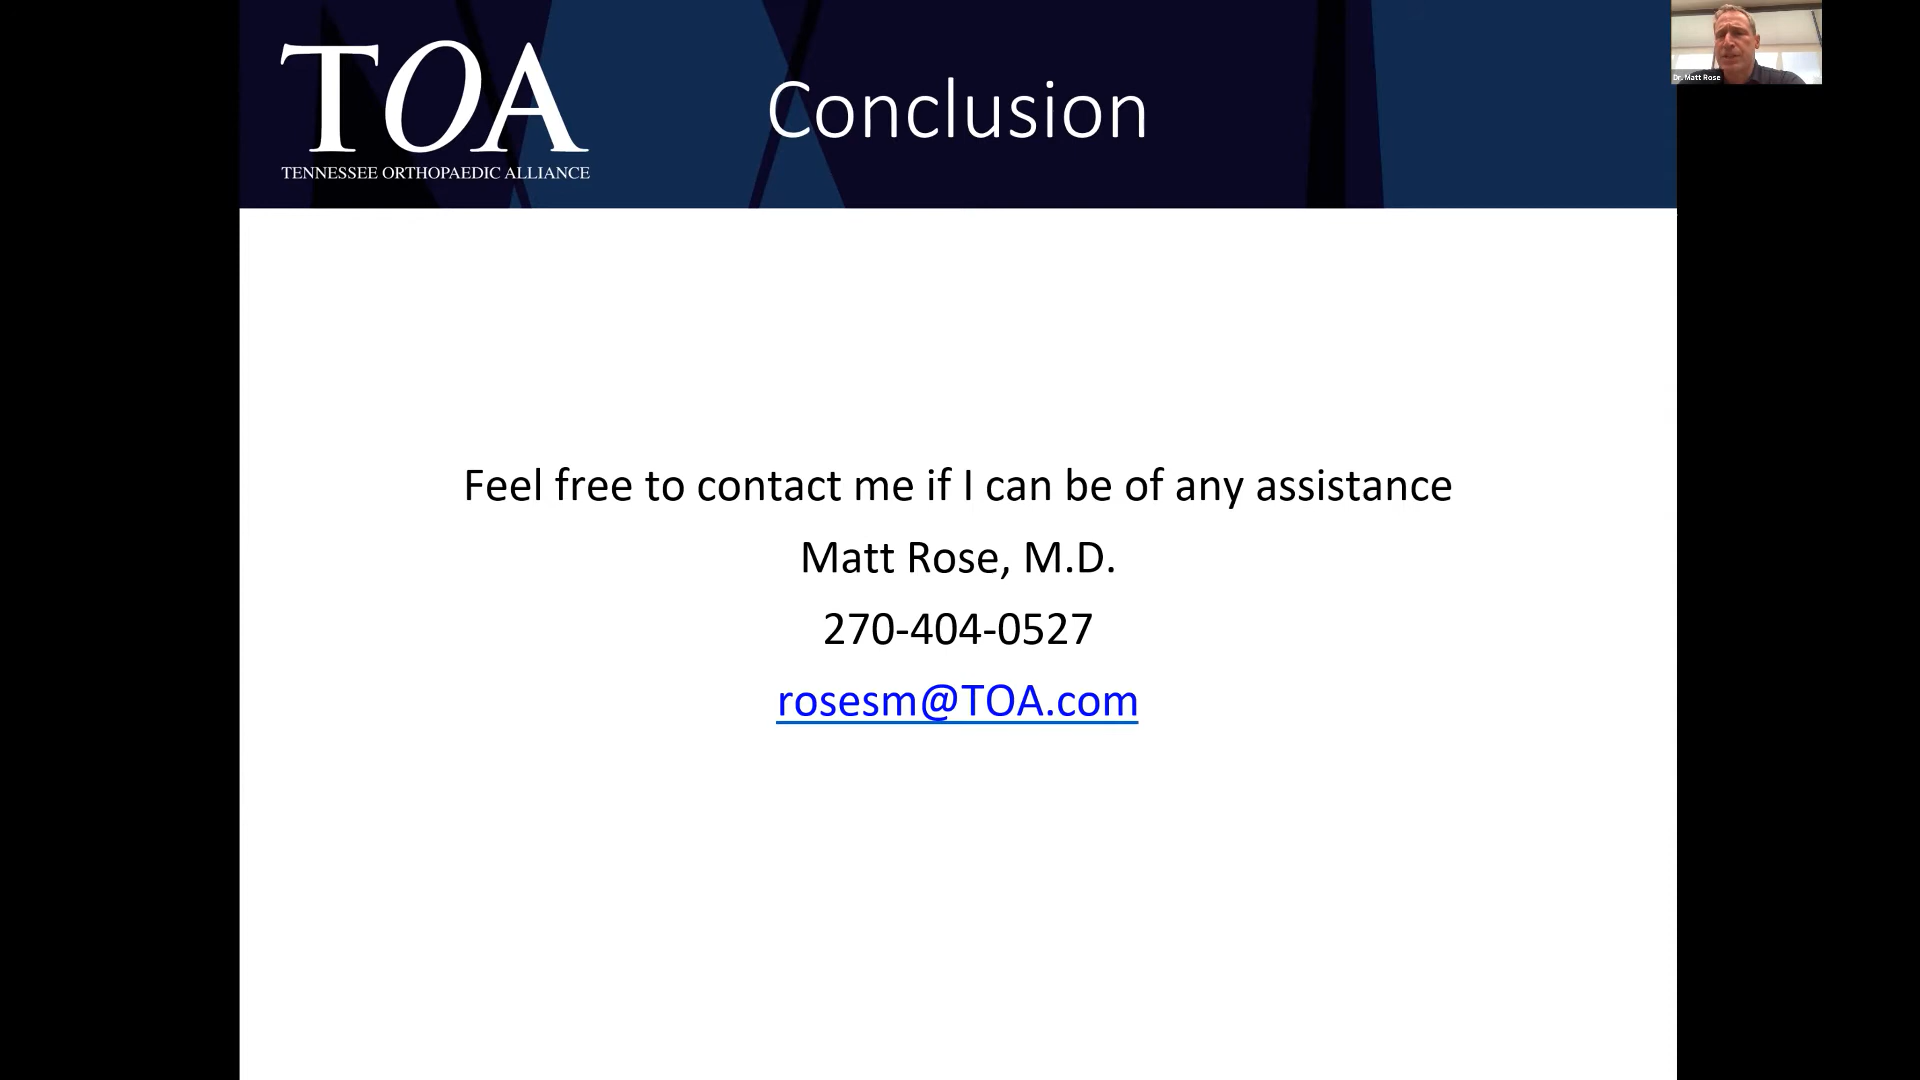 TOA
TENNESSEE ORTHOPAEDIC ALLIANCE
Conclusion
Dr. Matt Rose
Feel free to contact me if I can be of any assistance
Matt Rose, M.D.
270-404-0527
rosesm@TOA.com